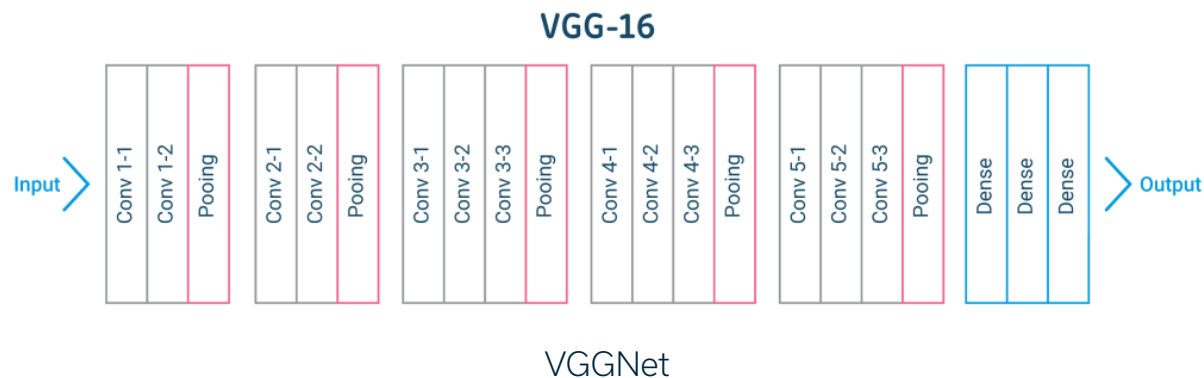 VGG-16
Input
Conv 1-1
Conv 1-2
Pooing
Conv 2-1
Conv 2-2
Pooing
Conv 3-1
Conv 3-2
Conv 3-3
Pooing
Conv 4-1
Conv 4-2
Conv 4-3
Pooing
Conv 5-1
Conv 5-2
Conv 5-3
Pooing
Dense
Dense
Dense
Output
VGGNet